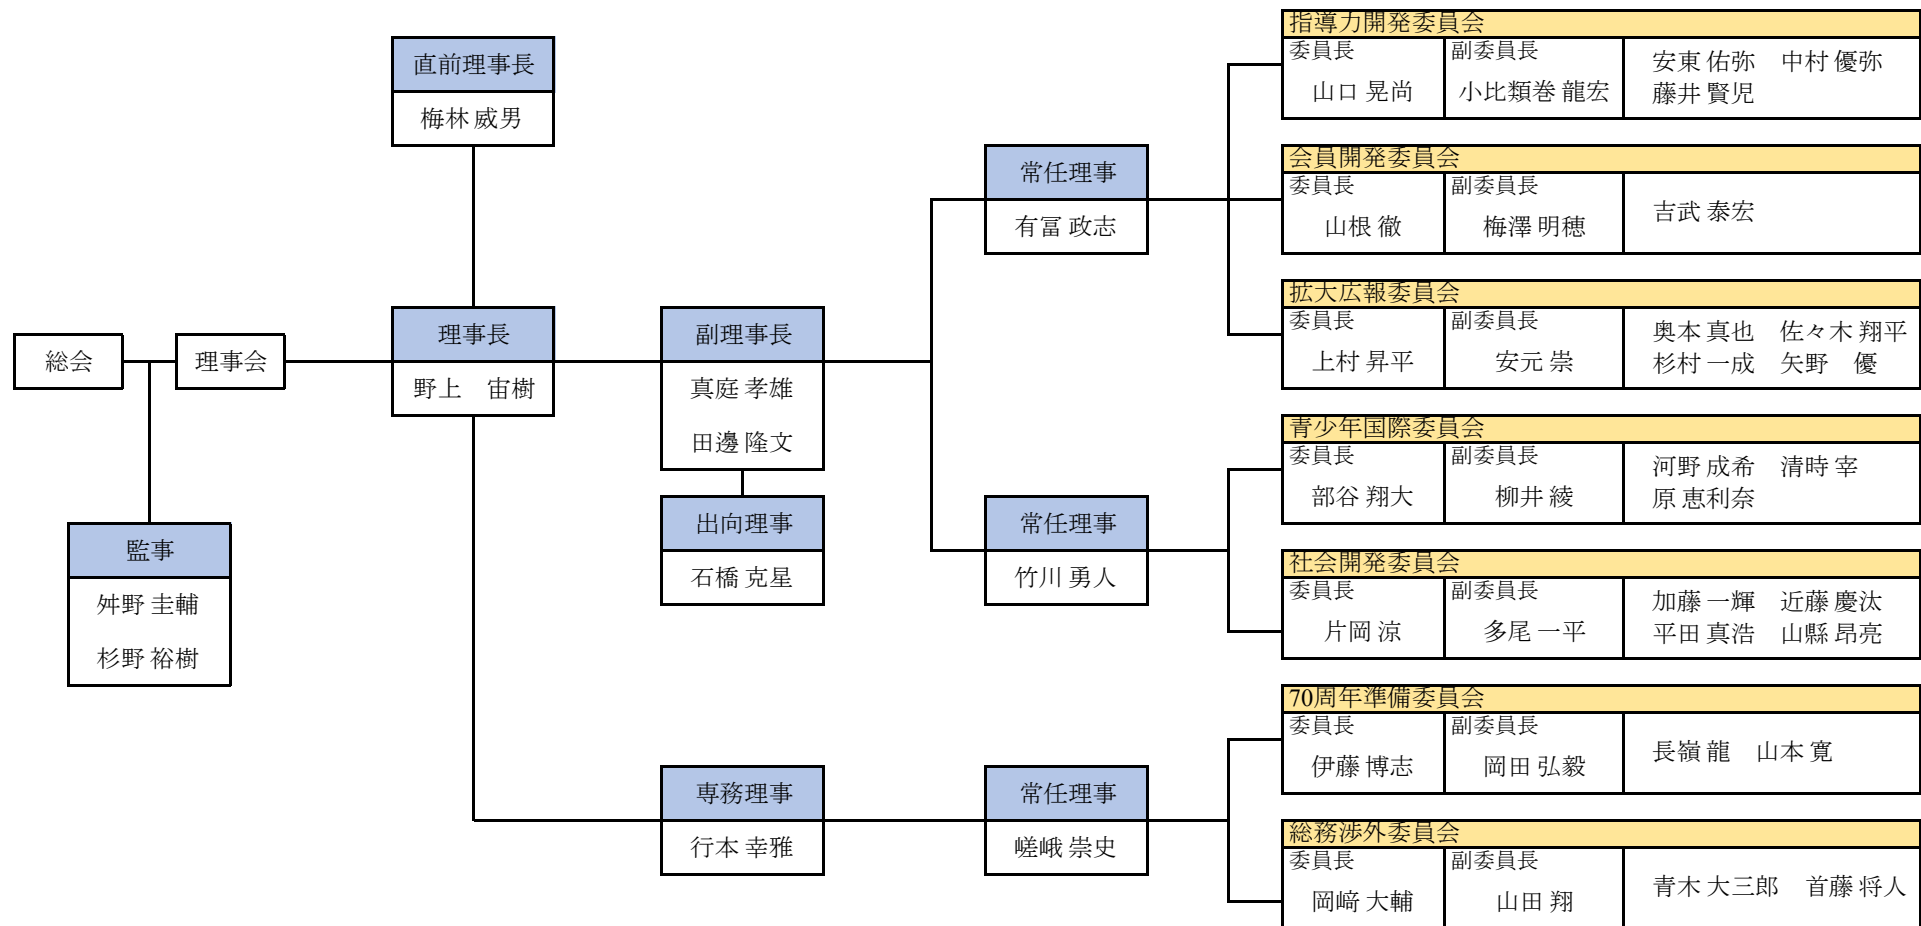 総会
理事会
監事
舛野 圭輔
杉野 裕樹
直前理事長
梅林 威男
理事長
野上　宙樹
副理事長
真庭 孝雄
田邊 隆文
出向理事
石橋 克星
専務理事
行本 幸雅
常任理事
有冨 政志
常任理事
竹川 勇人
常任理事
嵯峨 崇史
指導力開発委員会
委員長
山口 晃尚
副委員長
小比類巻 龍宏
安東 佑弥　中村 優弥
藤井 賢児
会員開発委員会
委員長
山根 徹
副委員長
梅澤 明穂
吉武 泰宏
拡大広報委員会
委員長
上村 昇平
副委員長
安元 崇
奥本 真也　佐々木 翔平
杉村 一成　矢野　優
青少年国際委員会
委員長
部谷 翔大
副委員長
柳井 綾
河野 成希　清時 宰
原 恵利奈
社会開発委員会
委員長
片岡 涼
副委員長
多尾 一平
加藤 一輝　近藤 慶汰
平田 真浩　山縣 昂亮
70周年準備委員会
委員長
伊藤 博志
副委員長
岡田 弘毅
長嶺 龍　山本 寛
総務渉外委員会
委員長
岡﨑 大輔
副委員長
山田 翔
青木 大三郎　首藤 将人